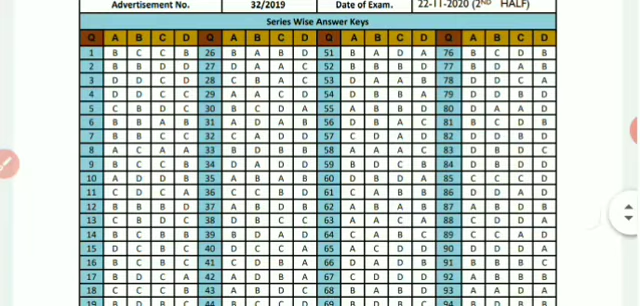 Advertisement No. 32/2019 Date of Exam. 22-11-2020 (2ND HALF)
Series Wise Answer Keys
Q A B C D Q A B C D Q A B C D Q A B C D
1 B C C B 26 B A B D 51 B A D A 76 B C D B
2 B B D D 27 D A A C 52 B B B D 77 B D A B
3 D D C D 28 C B A C 53 D A A B 78 D D C A
4 D D C C 29 A A C D 54 D B B A 79 D D B D
5 C B D C 30 B C D A 55 A B B D 80 D A A D
6 B B A B 31 A D A B 56 D B A C 81 B C D B
7 B B C C 32 C A D D 57 C D A D 82 D D B D
8 A C A A 33 B D B B 58 A A A C 83 D B D C
9 B C C B 34 D A D D 59 B D C B 84 D B D D
10 A D D B 35 A B A B 60 D B D A 85 C C C D
11 C D C A 36 C C B D 61 C A B B 86 D D A D
12 B B B D 37 A B D B 62 A B A B 87 A B D B
13 C B D C 38 D B C C 63 A A C A 88 C D D A
14 B C B B 39 B D A D 64 C A B C 89 C C A D
15 D C B C 40 D C C A 65 A C D D 90 D D D A
16 B C B C 41 C D B A 66 D A D B 91 B B B C
17 B D C A 42 A D B A 67 C D D D 92 A B B B
18 C C C B 43 A B D C 68 B A B D 93 A A D A
19 B D B C 44 B C C D 69 B B B C 94 B D B